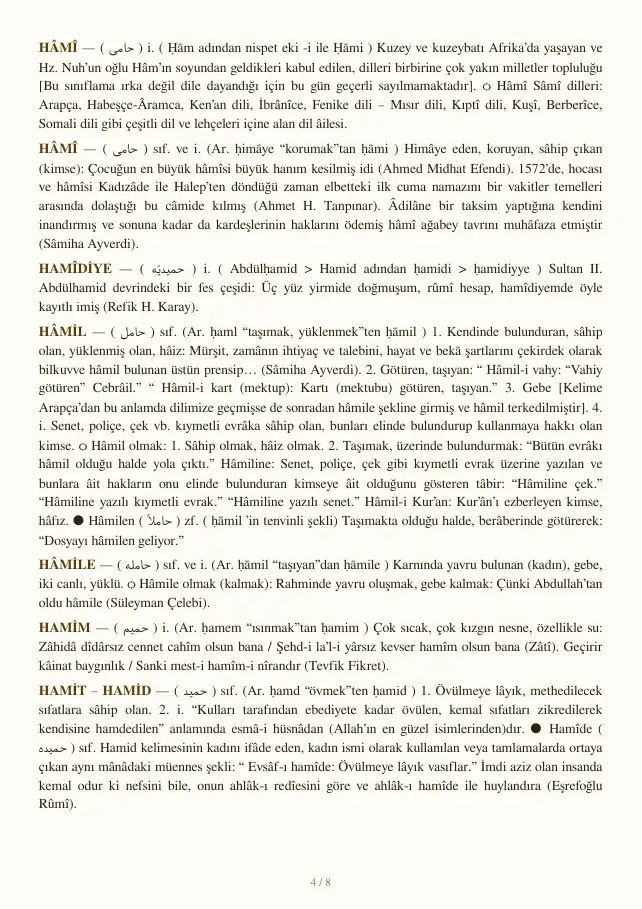 HÂMÎ — ( حامی ) i. ( Ḥām adından nispet eki -i ile Ḥāmi ) Kuzey ve kuzeybatı Afrika’da yaşayan ve
Hz. Nuh’un oğlu Hâm’ın soyundan geldikleri kabul edilen, dilleri birbirine çok yakın milletler topluluğu
[Bu sınıflama ırka değil dile dayandığı için bu gün geçerli sayılmamaktadır]. ѻ Hâmî Sâmî dilleri:
Arapça, Habeşçe-Âramca, Ken’an dili, İbrânîce, Fenike dili – Mısır dili, Kıptî dili, Kuşî, Berberîce,
Somali dili gibi çeşitli dil ve lehçeleri içine alan dil âilesi.
HÂMÎ — ( حامی ) sıf. ve i. (Ar. ḥimāye “korumak”tan ḥāmi ) Himâye eden, koruyan, sâhip çıkan
(kimse): Çocuğun en büyük hâmîsi büyük hanım kesilmiş idi (Ahmed Midhat Efendi). 1572’de, hocası
ve hâmîsi Kadızâde ile Halep’ten döndüğü zaman elbetteki ilk cuma namazını bir vakitler temelleri
arasında dolaştığı bu câmide kılmış (Ahmet H. Tanpınar). Âdilâne bir taksim yaptığına kendini
inandırmış ve sonuna kadar da kardeşlerinin haklarını ödemiş hâmî ağabey tavrını muhâfaza etmiştir
(Sâmiha Ayverdi).
HAMÎDİYE — ( حميديّه ) i. ( Abdülḥamid > Hamid adından ḥamidi > ḥamidiyye ) Sultan II.
Abdülhamid devrindeki bir fes çeşidi: Üç yüz yirmide doğmuşum, rûmî hesap, hamîdiyemde öyle
kayıtlı imiş (Refik H. Karay).
HÂMİL — ( حامل ) sıf. (Ar. ḥaml “taşımak, yüklenmek”ten ḥāmil ) 1. Kendinde bulunduran, sâhip
olan, yüklenmiş olan, hâiz: Mürşit, zamânın ihtiyaç ve talebini, hayat ve bekā şartlarını çekirdek olarak
bilkuvve hâmil bulunan üstün prensip… (Sâmiha Ayverdi). 2. Götüren, taşıyan: “ Hâmil-i vahy: “Vahiy
götüren” Cebrâil.” “ Hâmil-i kart (mektup): Kartı (mektubu) götüren, taşıyan.” 3. Gebe [Kelime
Arapça’dan bu anlamda dilimize geçmişse de sonradan hâmile şekline girmiş ve hâmil terkedilmiştir]. 4.
i. Senet, poliçe, çek vb. kıymetli evrâka sâhip olan, bunları elinde bulundurup kullanmaya hakkı olan
kimse. ѻ Hâmil olmak: 1. Sâhip olmak, hâiz olmak. 2. Taşımak, üzerinde bulundurmak: “Bütün evrâkı
hâmil olduğu halde yola çıktı.” Hâmiline: Senet, poliçe, çek gibi kıymetli evrak üzerine yazılan ve
bunlara âit hakların onu elinde bulunduran kimseye âit olduğunu gösteren tâbir: “Hâmiline çek.”
“Hâmiline yazılı kıymetli evrak.” “Hâmiline yazılı senet.” Hâmil-i Kur’an: Kur’ân’ı ezberleyen kimse,
hâfız. ● Hâmilen ( حاملاً ) zf. ( ḥāmil ’in tenvinli şekli) Taşımakta olduğu halde, berâberinde götürerek:
“Dosyayı hâmilen geliyor.”
HÂMİLE — ( حامله ) sıf. ve i. (Ar. ḥāmil “taşıyan”dan ḥāmile ) Karnında yavru bulunan (kadın), gebe,
iki canlı, yüklü. ѻ Hâmile olmak (kalmak): Rahminde yavru oluşmak, gebe kalmak: Çünki Abdullah’tan
oldu hâmile (Süleyman Çelebi).
HAMİM — ( حميم ) i. (Ar. ḥamem “ısınmak”tan ḥamim ) Çok sıcak, çok kızgın nesne, özellikle su:
Zâhidâ dîdârsız cennet cahîm olsun bana / Şehd-i la’l-i yârsız kevser hamîm olsun bana (Zâtî). Geçirir
kâinat baygınlık / Sanki mest-i hamîm-i nîrandır (Tevfik Fikret).
HAMİT – HAMİD — ( حميد ) sıf. (Ar. ḥamd “övmek”ten ḥamid ) 1. Övülmeye lâyık, methedilecek
sıfatlara sâhip olan. 2. i. “Kulları tarafından ebediyete kadar övülen, kemal sıfatları zikredilerek
kendisine hamdedilen” anlamında esmâ-i hüsnâdan (Allah’ın en güzel isimlerinden)dır. ● Hamîde (
حميده ) sıf. Hamid kelimesinin kadını ifâde eden, kadın ismi olarak kullanılan veya tamlamalarda ortaya
çıkan aynı mânâdaki müennes şekli: “ Evsâf-ı hamîde: Övülmeye lâyık vasıflar.” İmdi aziz olan insanda
kemal odur ki nefsini bile, onun ahlâk-ı redîesini göre ve ahlâk-ı hamîde ile huylandıra (Eşrefoğlu
Rûmî).
4 / 8